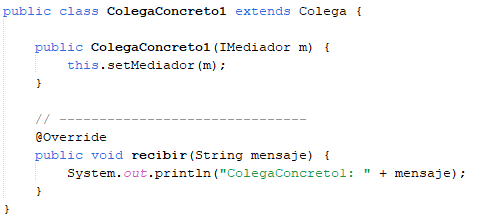 public class ColegaConcreto1 extends Colega {
public ColegaConcreto1(IMediador m) {
this.setMediador(m);
}
// -------------------------------
@Override
public void recibir(String mensaje) {
System.out.println("ColegaConcreto1: " + mensaje);
}
}